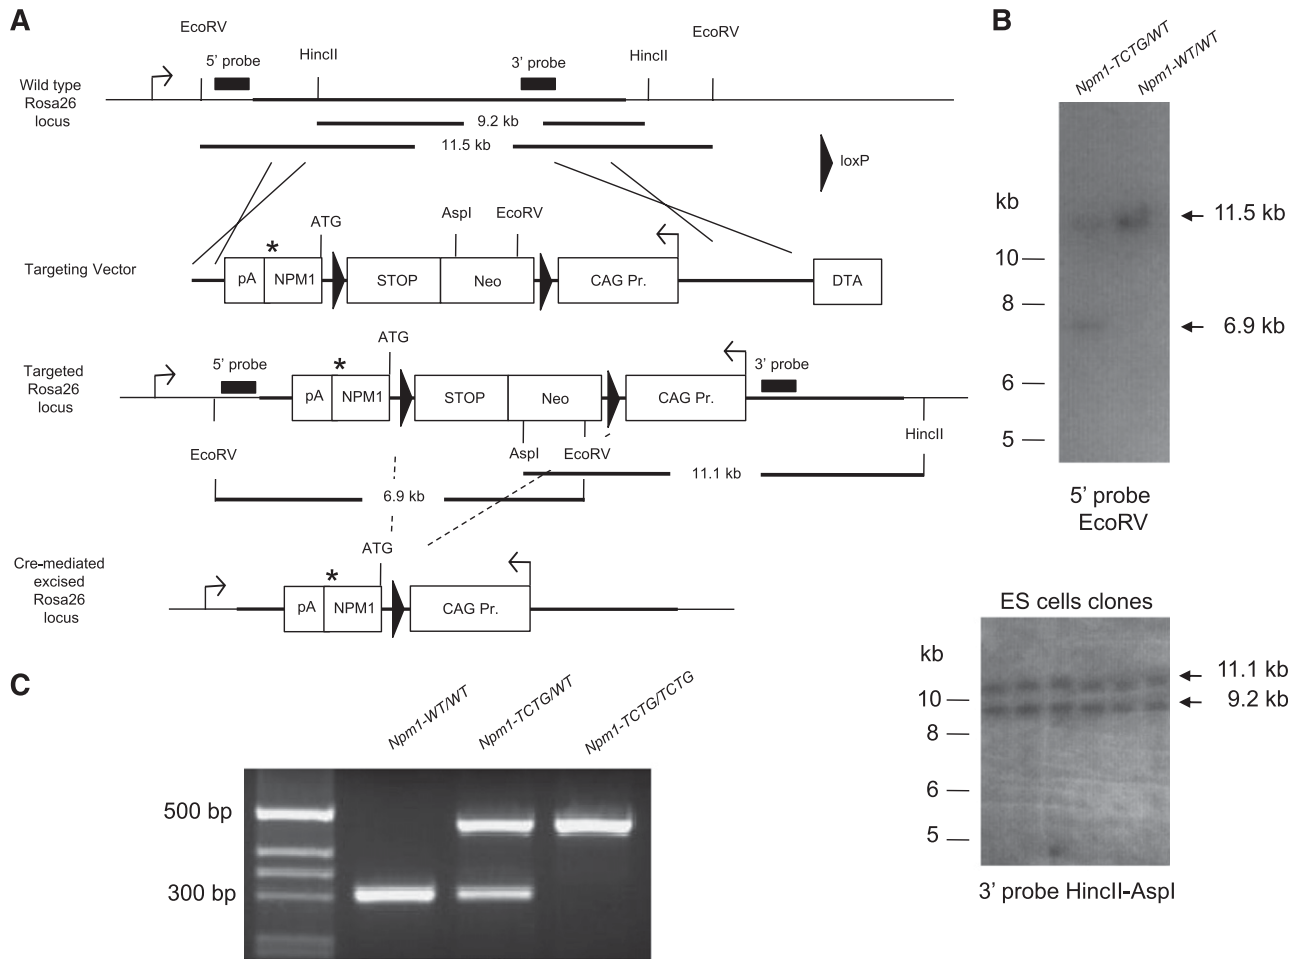 A
EcoRV
5' probe
HincII
3' probe
HincII
EcoRV
Wild type
Rosa26
locus
9.2 kb
11.5 kb
loxP
ATG
AspI
EcoRV
*
Targeting Vector
pA
NPM1
STOP
Neo
CAG Pr.
DTA
ATG
Targeted
Rosa26
locus
5' probe
*
3' probe
pA
NPM1
STOP
Neo
CAG Pr.
HincII
EcoRV
AspI
EcoRV
11.1 kb
6.9 kb
ATG
Cre-mediated
excised
Rosa26
locus
*
pA
NPM1
CAG Pr.
B
Npm1-TCTG/WT
Npm1-WT/WT
kb
11.5 kb
10
8
6.9 kb
6
5
5' probe
EcoRV
ES cells clones
kb
11.1 kb
10
9.2 kb
8
6
5
3' probe HincII-AspI
C
Npm1-WT/WT
Npm1-TCTG/WT
Npm1-TCTG/TCTG
500 bp
300 bp